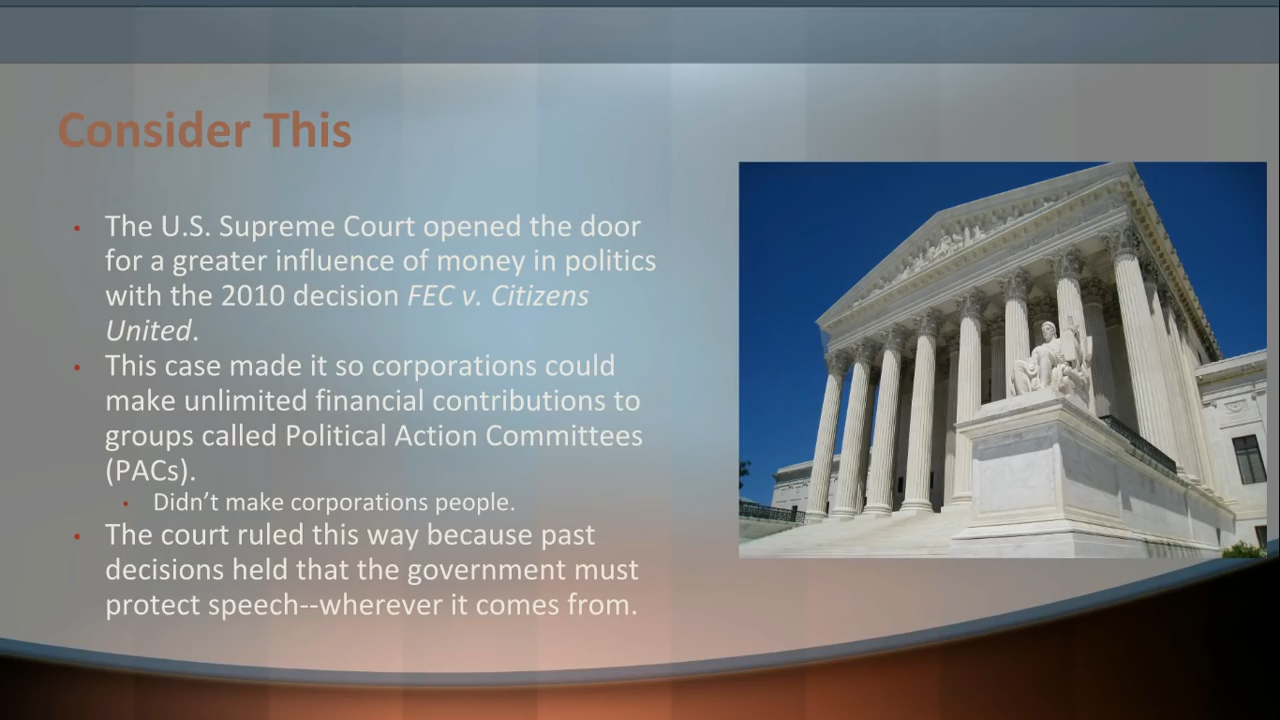 Consider This
• The U.S. Supreme Court opened the door
for a greater influence of money in politics
with the 2010 decision FEC v. Citizens
United.
• This case made it so corporations could
make unlimited financial contributions to
groups called Political Action Committees
(PACs).
• Didn't make corporations people.
• The court ruled this way because past
decisions held that the government must
protect speech--wherever it comes from.